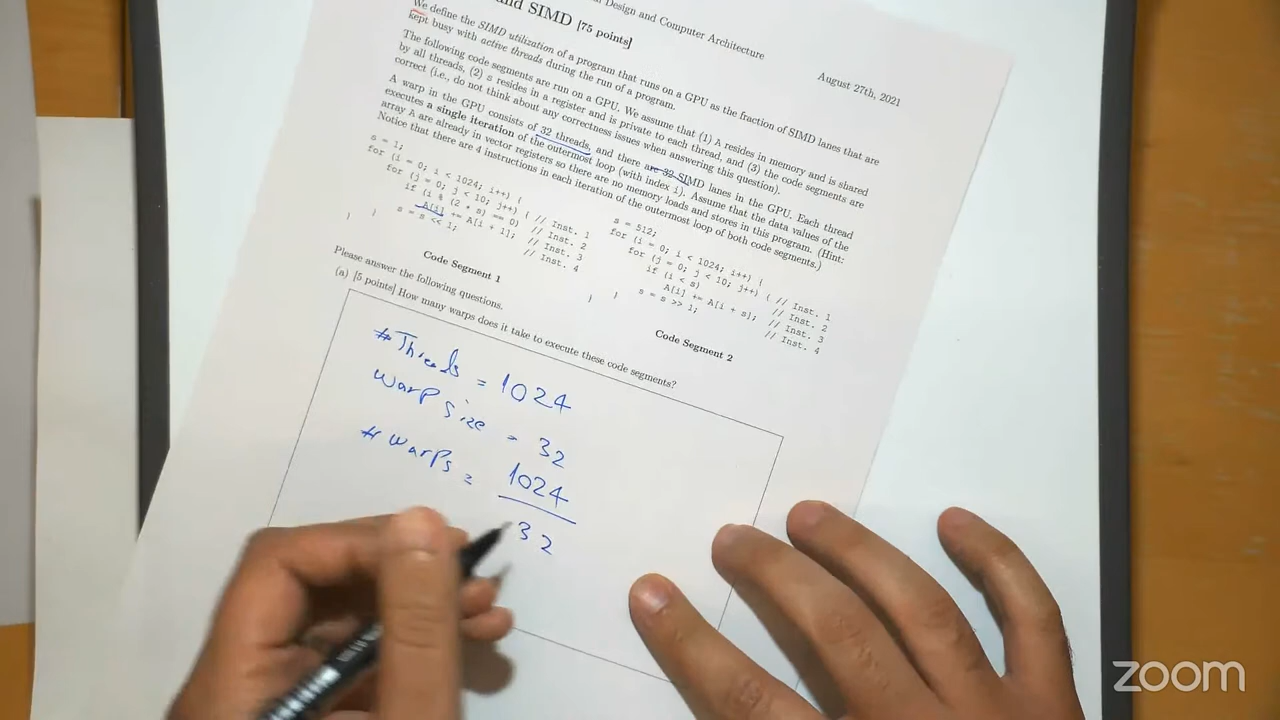 Design and Computer Architecture
August 27th, 2021
and SIMD [75 points]
We define the SIMD utilization of a program that runs on a GPU as the fraction of SIMD lanes that are
kept busy with active threads during the run of a program.
The following code segments are run on a GPU. We assume that (1) A resides in memory and is shared
by all threads, (2) s resides in a register and is private to each thread, and (3) the code segments are
correct (i.e., do not think about any correctness issues when answering this question).
A warp in the GPU consists of 32 threads, and there are 32 SIMD lanes in the GPU. Each thread
executes a single iteration of the outermost loop (with index i). Assume that the data values of the
array A are already in vector registers so there are no memory loads and stores in this program. (Hint:
Notice that there are 4 instructions in each iteration of the outermost loop of both code segments.)
s = 1;
for (i = 0; i < 1024; i++) {
for (j = 0; j < 10; j++) { // Inst. 1
if (i % (2 * s) == 0) // Inst. 2
A[i] += A[i + 1]; // Inst. 3
s = s << 1; // Inst. 4
} }
Code Segment 1
s = 512;
for (i = 0; i < 1024; i++) {
for (j = 0; j < 10; j++) { // Inst. 1
if (i < s) // Inst. 2
A[i] += A[i + s]; // Inst. 3
s = s >> 1; // Inst. 4
} }
Code Segment 2
Please answer the following questions.
(a) [5 points] How many warps does it take to execute these code segments?
# Threads = 1024
Warp size = 32
# Warps = 1024
32
zoom